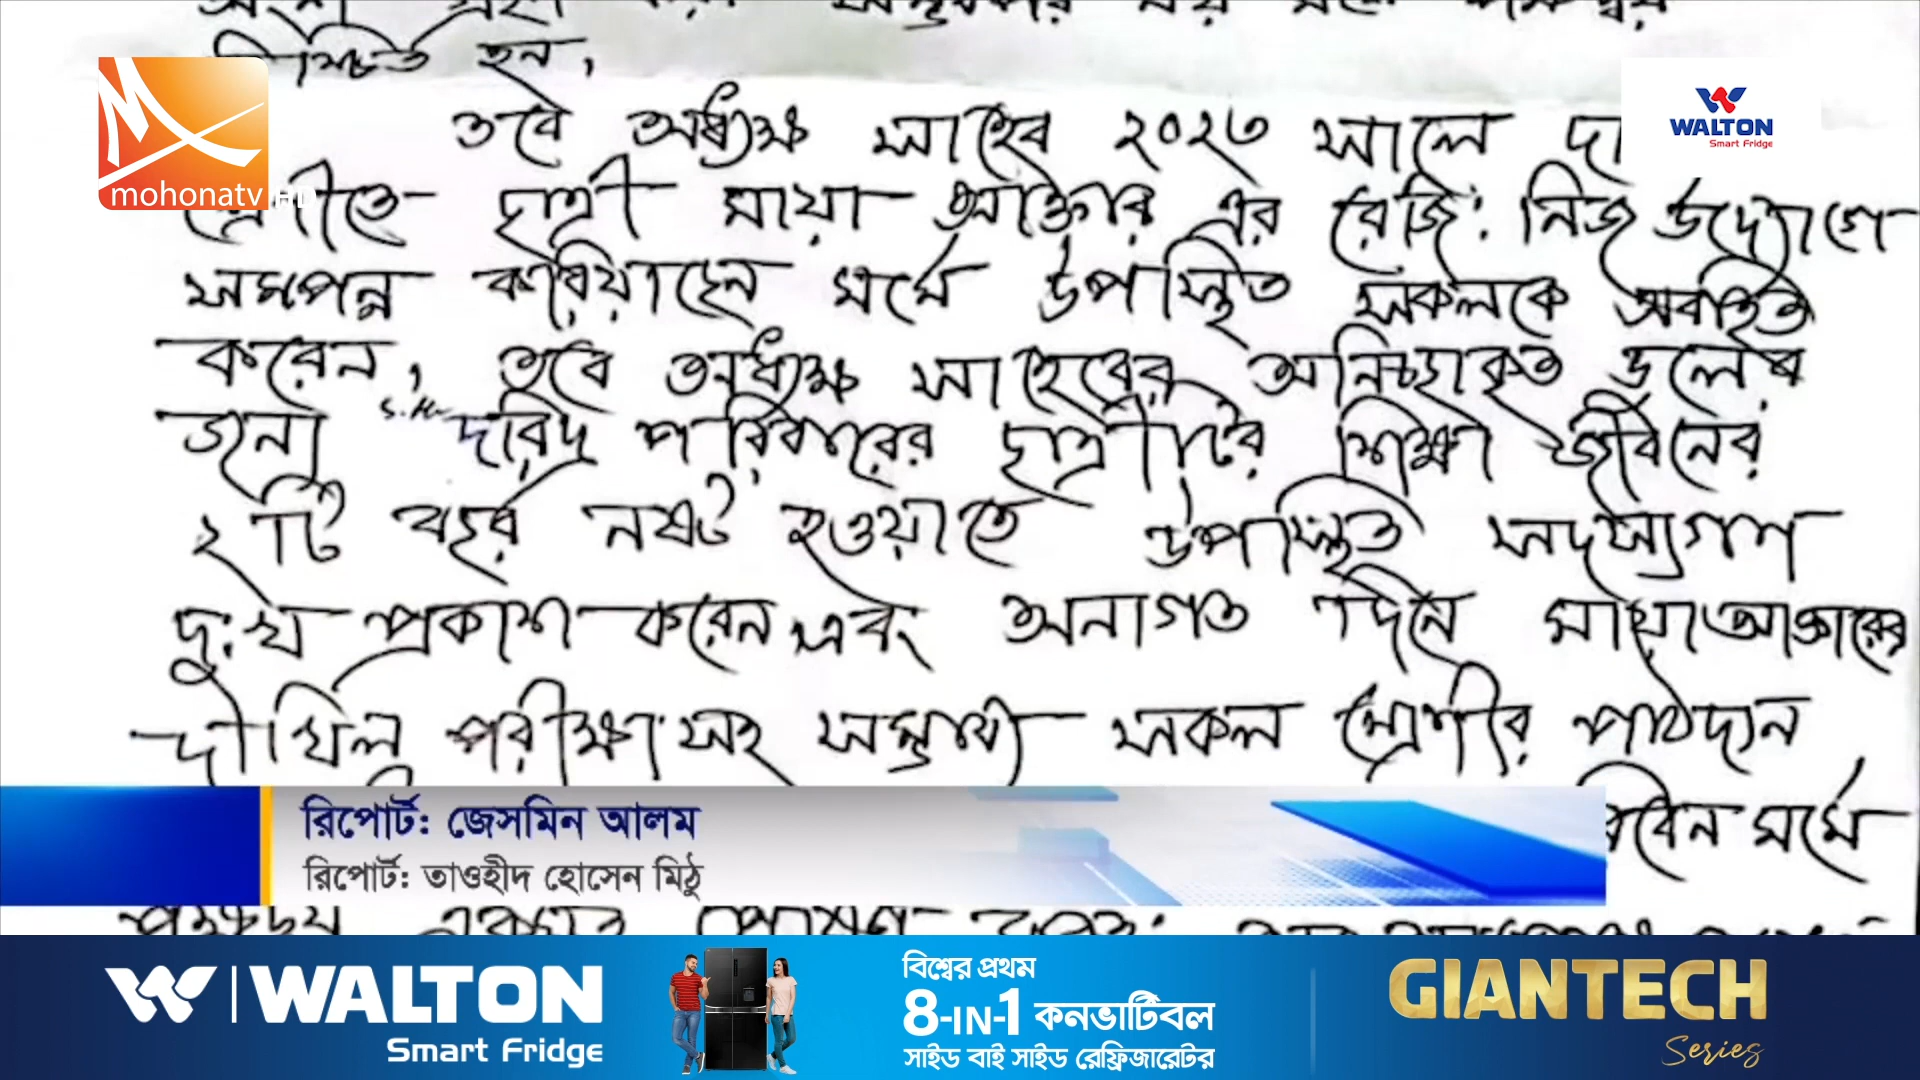 নিশ্চিত হন,
তবে অধ্যক্ষ সাহেব ২০২৩ সালে দা
শ্রেণীতে ছাত্রী মায়া আক্তার এর রেজি: নিজ উদ্যোগে
সমপন্ন করিয়াছেন মর্মে উপস্থিত সকলকে অবহিত
করেন, তবে অধ্যক্ষ সাহেবের অনিচ্ছাকৃত ভুলের
জন্য দরিদ্র পরিবারের ছাত্রীটির শিক্ষা জীবনের
২টি বছর নষ্ট হওয়াতে উপস্থিত সদস্যগণ
দু:খ প্রকাশ করেন এবং অনাগত দিনে মায়া আক্তারের
দাখিল পরীক্ষা সহ সম্ভাব্য সকল শ্রেণীর পাঠদান
মর্মে
mohonatv HD
WALTON
Smart Fridge
রিপোর্ট: জেসমিন আলম
রিপোর্ট: তাওহীদ হোসেন মিঠু
WALTON
Smart Fridge
বিশ্বের প্রথম
8-IN-1 কনভার্টিবল
সাইড বাই সাইড রেফ্রিজারেটর
GIANTECH
Series